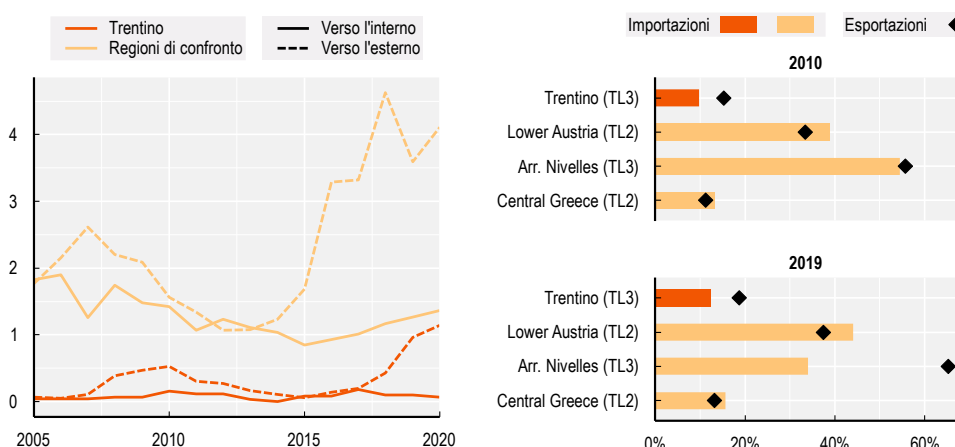 Trentino
Regioni di confronto
Verso l'interno
Verso l'esterno
4
3
2
1
0
2005 2010 2015 2020
Importazioni Esportazioni
2010
Trentino (TL3)
Lower Austria (TL2)
Arr. Nivelles (TL3)
Central Greece (TL2)
2019
Trentino (TL3)
Lower Austria (TL2)
Arr. Nivelles (TL3)
Central Greece (TL2)
0% 20% 40% 60%